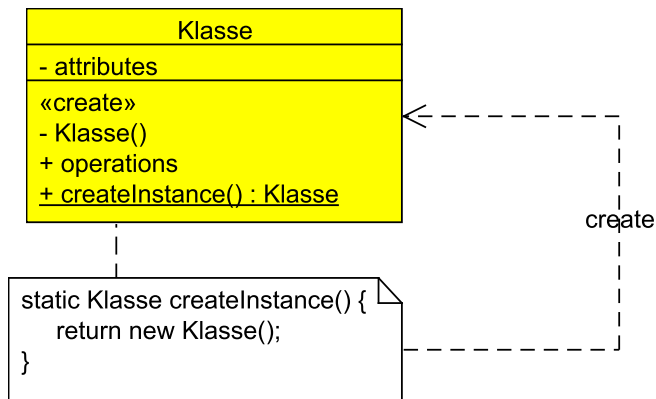 Klasse
- attributes
«create»
- Klasse()
+ operations
+ createInstance() : Klasse
create
static Klasse createInstance() {
return new Klasse();
}